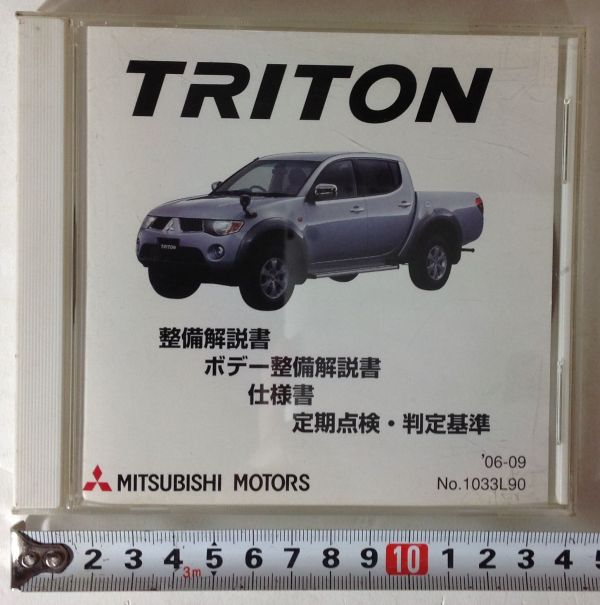 TRITON
TRITON
整備解説書
ボデー整備解説書
仕様書
定期点検・判定基準
'06-09
No.1033L90
MITSUBISHI MOTORS
2 3 4 5 6 7 8 9 10 1 2 3 4 5
3m